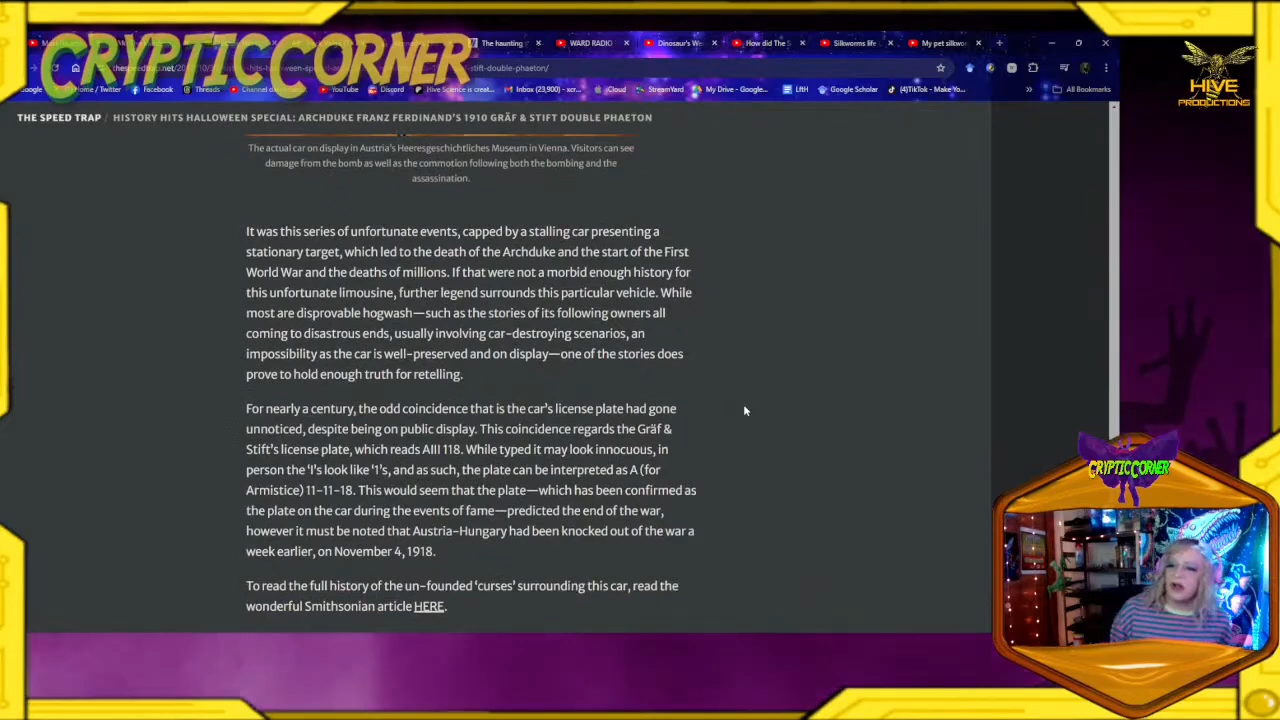 CRYPTIC CORNER
The haunting
WARD RADIO
Dinosaur's W
How did The S
Silkworms life
My pet silkwo
stift-double-phaeton/
Home / Twitter
Facebook
Threads
YouTube
Discord
Hive Science is creat...
Inbox (23,900) - xcr...
iCloud
StreamYard
My Drive - Google...
LftH
Google Scholar
(4)TikTok - Make Yo...
All Bookmarks
HIVE
PRODUCTIONS
THE SPEED TRAP / HISTORY HITS HALLOWEEN SPECIAL: ARCHDUKE FRANZ FERDINAND'S 1910 GRÄF & STIFT DOUBLE PHAETON
The actual car on display in Austria's Heeresgeschichtliches Museum in Vienna. Visitors can see
damage from the bomb as well as the commotion following both the bombing and the
assassination.
It was this series of unfortunate events, capped by a stalling car presenting a
stationary target, which led to the death of the Archduke and the start of the First
World War and the deaths of millions. If that were not a morbid enough history for
this unfortunate limousine, further legend surrounds this particular vehicle. While
most are disprovable hogwash—such as the stories of its following owners all
coming to disastrous ends, usually involving car-destroying scenarios, an
impossibility as the car is well-preserved and on display—one of the stories does
prove to hold enough truth for retelling.
For nearly a century, the odd coincidence that is the car's license plate had gone
unnoticed, despite being on public display. This coincidence regards the Gräf &
Stift's license plate, which reads AIII 118. While typed it may look innocuous, in
person the 'I's look like '1's, and as such, the plate can be interpreted as A (for
Armistice) 11-11-18. This would seem that the plate—which has been confirmed as
the plate on the car during the events of fame—predicted the end of the war,
however it must be noted that Austria-Hungary had been knocked out of the war a
week earlier, on November 4, 1918.
To read the full history of the un-founded 'curses' surrounding this car, read the
wonderful Smithsonian article HERE.
CRYPTIC CORNER